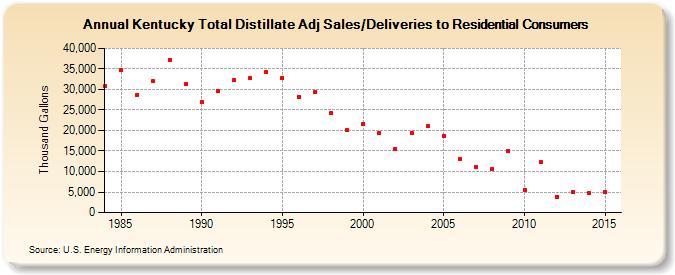 Annual Kentucky Total Distillate Adj Sales/Deliveries to Residential Consumers
Thousand Gallons
40,000
35,000
30,000
25,000
20,000
15,000
10,000
5,000
0
1985 1990 1995 2000 2005 2010 2015
Source: U.S. Energy Information Administration